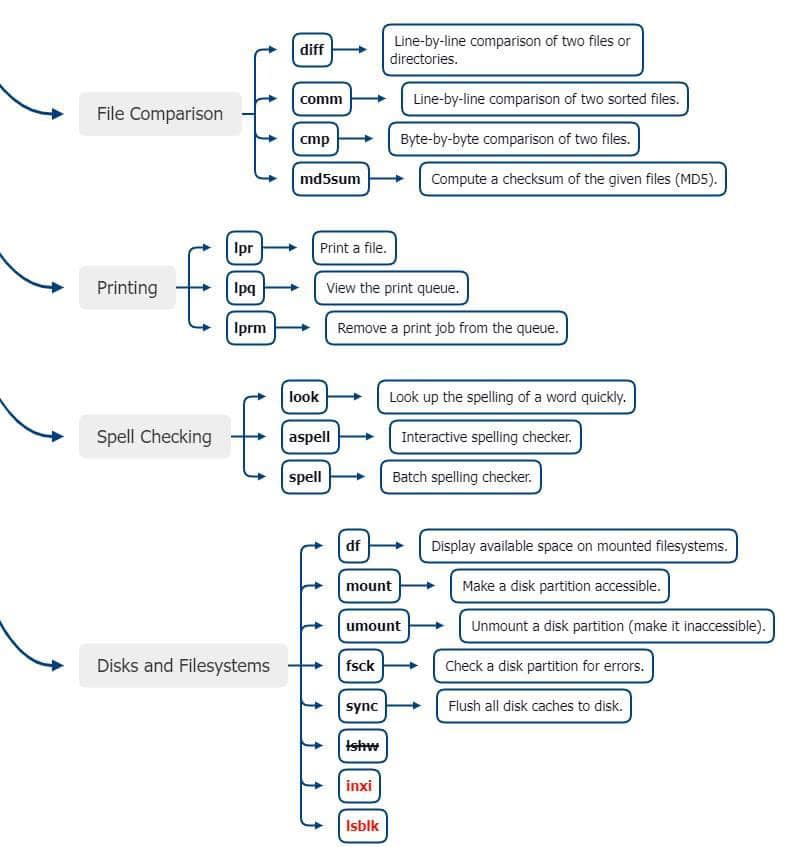 File Comparison
diff
Line-by-line comparison of two files or
directories.
comm
Line-by-line comparison of two sorted files.
cmp
Byte-by-byte comparison of two files.
md5sum
Compute a checksum of the given files (MD5).
Printing
lpr
Print a file.
lpq
View the print queue.
lprm
Remove a print job from the queue.
Spell Checking
look
Look up the spelling of a word quickly.
aspell
Interactive spelling checker.
spell
Batch spelling checker.
Disks and Filesystems
df
Display available space on mounted filesystems.
mount
Make a disk partition accessible.
umount
Unmount a disk partition (make it inaccessible).
fsck
Check a disk partition for errors.
sync
Flush all disk caches to disk.
lshw
inxi
lsblk